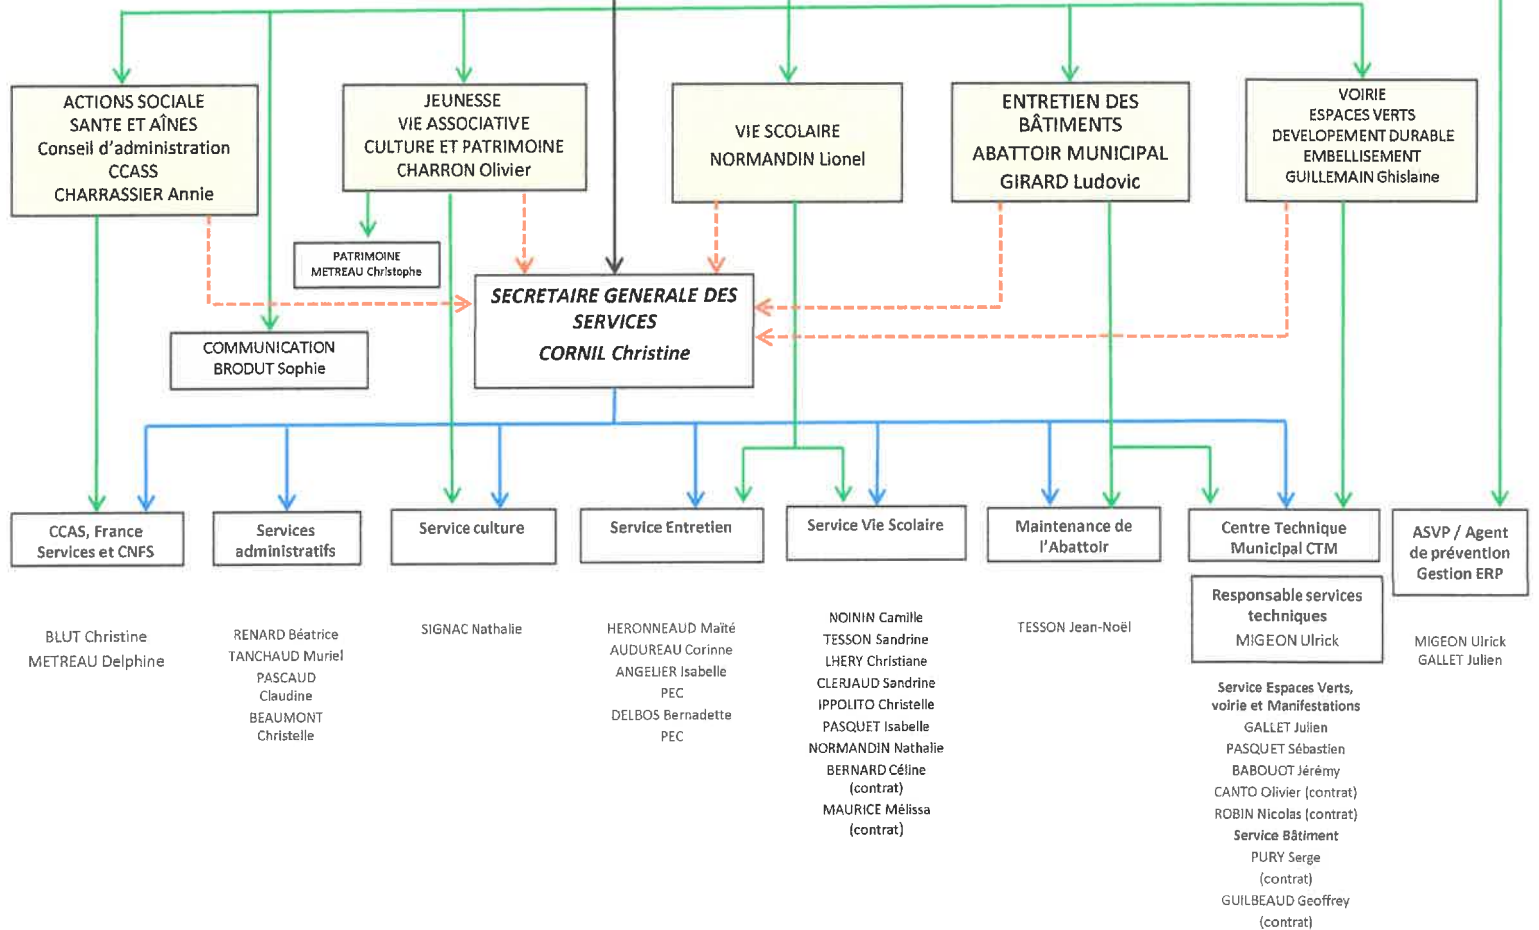 ACTIONS SOCIALE
SANTE ET AÎNES
Conseil d'administration
CCASS
CHARRASSIER Annie
JEUNESSE
VIE ASSOCIATIVE
CULTURE ET PATRIMOINE
CHARRON Olivier
VIE SCOLAIRE
NORMANDIN Lionel
ENTRETIEN DES
BÂTIMENTS
ABATTOIR MUNICIPAL
GIRARD Ludovic
VOIRIE
ESPACES VERTS
DEVELOPEMENT DURABLE
EMBELLISEMENT
GUILLEMAIN Ghislaine
PATRIMOINE
METREAU Christophe
SECRETAIRE GENERALE DES
SERVICES
CORNIL Christine
COMMUNICATION
BRODUT Sophie
CCAS, France
Services et CNFS
BLUT Christine
METREAU Delphine
Services
administratifs
RENARD Béatrice
TANCHAUD Muriel
PASCAUD
Claudine
BEAUMONT
Christelle
Service culture
SIGNAC Nathalie
Service Entretien
HERONNEAUD Maïté
AUDUREAU Corinne
ANGELIER Isabelle
PEC
DELBOS Bernadette
PEC
Service Vie Scolaire
NOININ Camille
TESSON Sandrine
LHERY Christiane
CLERJAUD Sandrine
IPPOLITO Christelle
PASQUET Isabelle
NORMANDIN Nathalie
BERNARD Céline
(contrat)
MAURICE Mélissa
(contrat)
Maintenance de
l'Abattoir
TESSON Jean-Noël
Centre Technique
Municipal CTM
Responsable services
techniques
MIGEON Ulrick
Service Espaces Verts,
voirie et Manifestations
GALLET Julien
PASQUET Sébastien
BABOUOT Jérémy
CANTO Olivier (contrat)
ROBIN Nicolas (contrat)
Service Bâtiment
PURY Serge
(contrat)
GUILBEAUD Geoffrey
(contrat)
ASVP / Agent
de prévention
Gestion ERP
MIGEON Ulrick
GALLET Julien